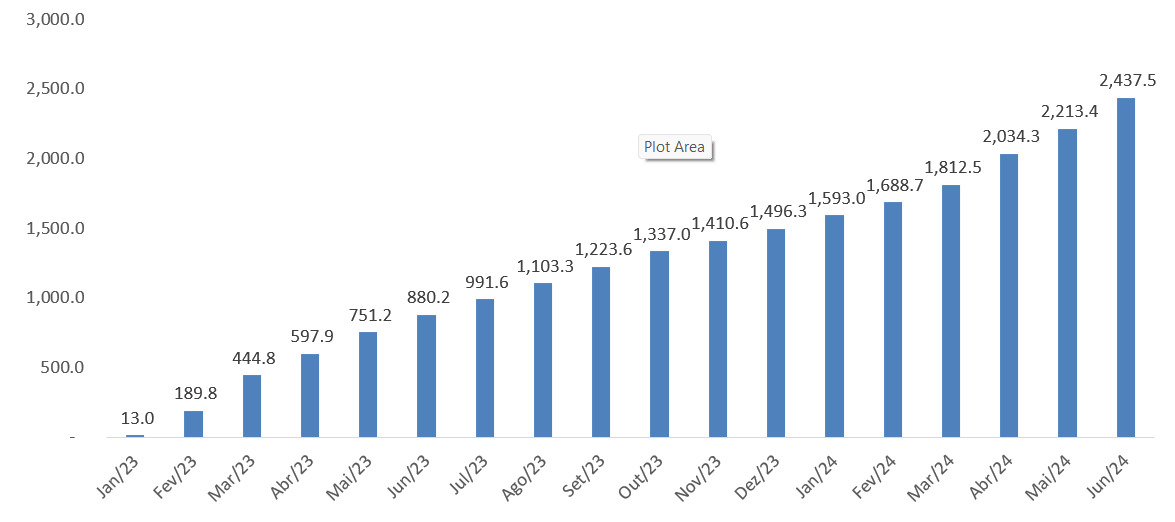 3,000.0
2,500.0
2,000.0
1,500.0
1,000.0
500.0
-
13.0
189.8
444.8
597.9
751.2
880.2
991.6
1,103.3
1,223.6
1,337.0
1,410.6
1,496.3
1,593.0
1,688.7
1,812.5
2,034.3
2,213.4
2,437.5
Plot Area
Jan/23
Fev/23
Mar/23
Abr/23
Mai/23
Jun/23
Jul/23
Ago/23
Set/23
Out/23
Nov/23
Dez/23
Jan/24
Fev/24
Mar/24
Abr/24
Mai/24
Jun/24